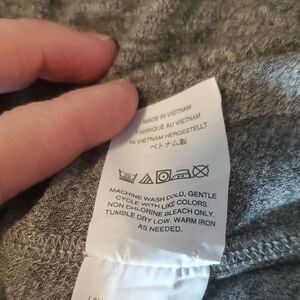 MADE IN VIETNAM
FABRIQUÉ AU VIETNAM
IN VIETNAM HERGESTELLT
ベトナム製
MACHINE WASH COLD, GENTLE
CYCLE WITH LIKE COLORS.
NON CHLORINE BLEACH ONLY.
TUMBLE DRY LOW. WARM IRON
AS NEEDED.